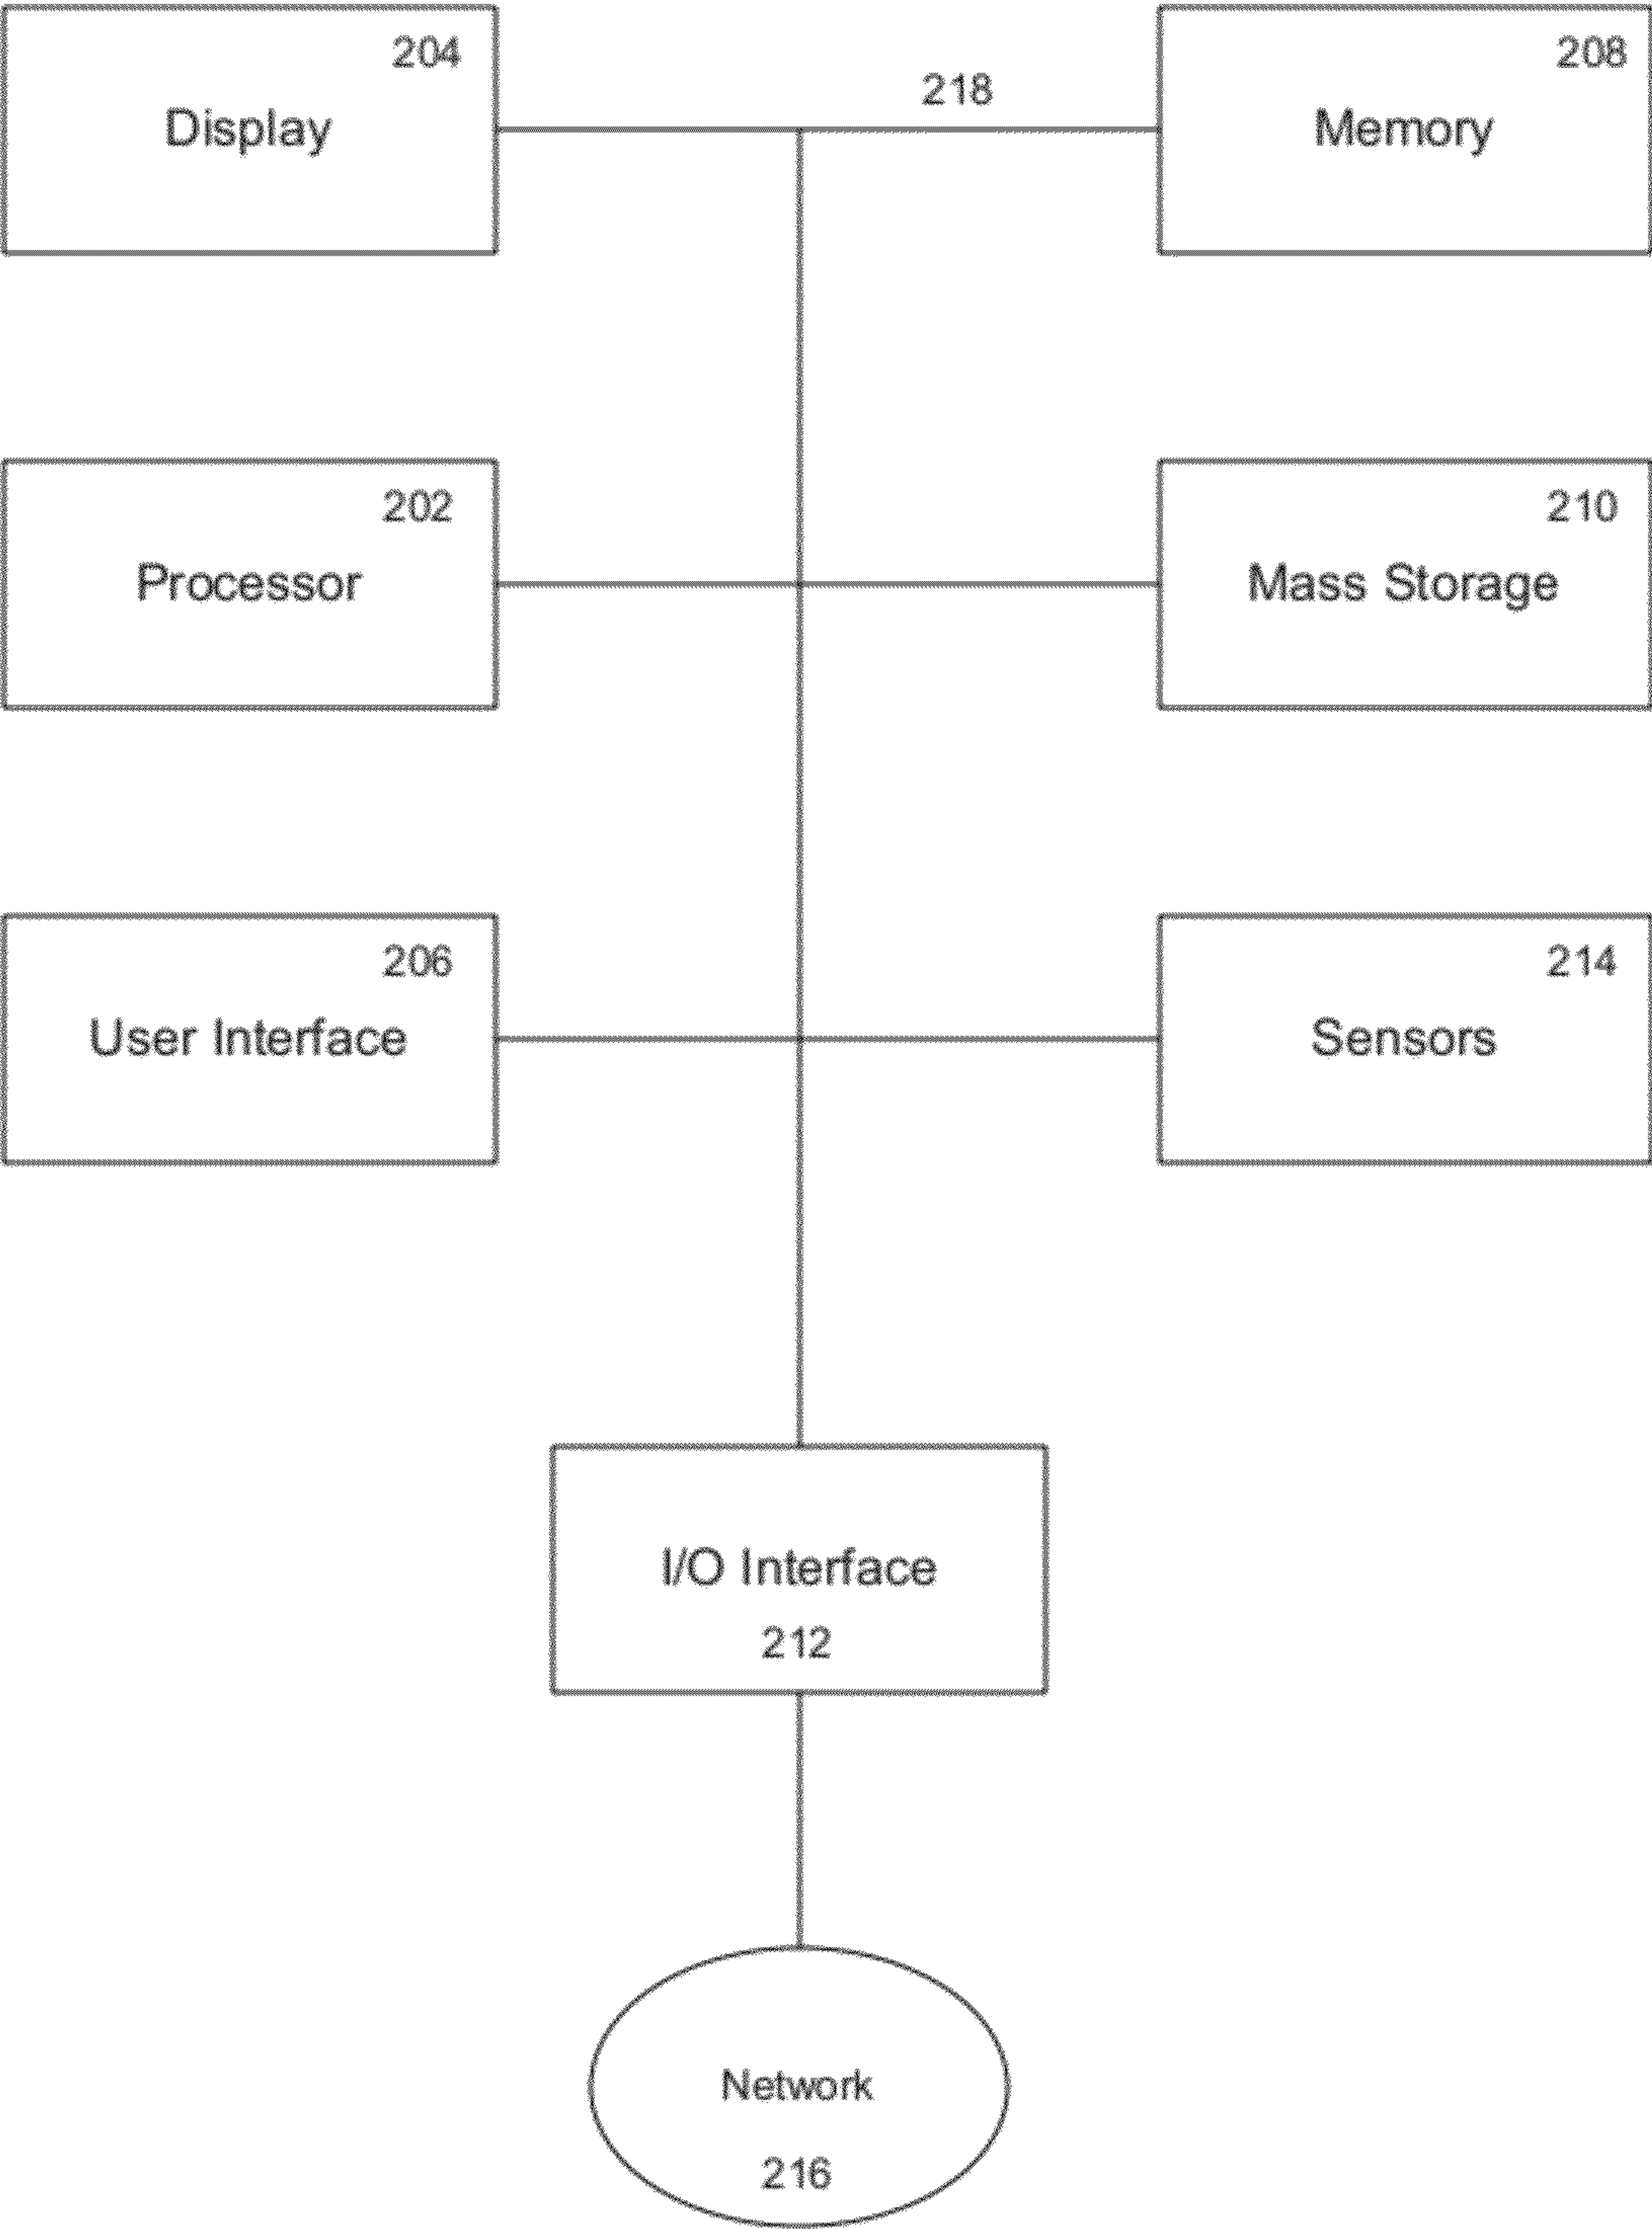 204
Display
218
208
Memory
202
Processor
210
Mass Storage
206
User Interface
214
Sensors
I/O Interface
212
Network
216